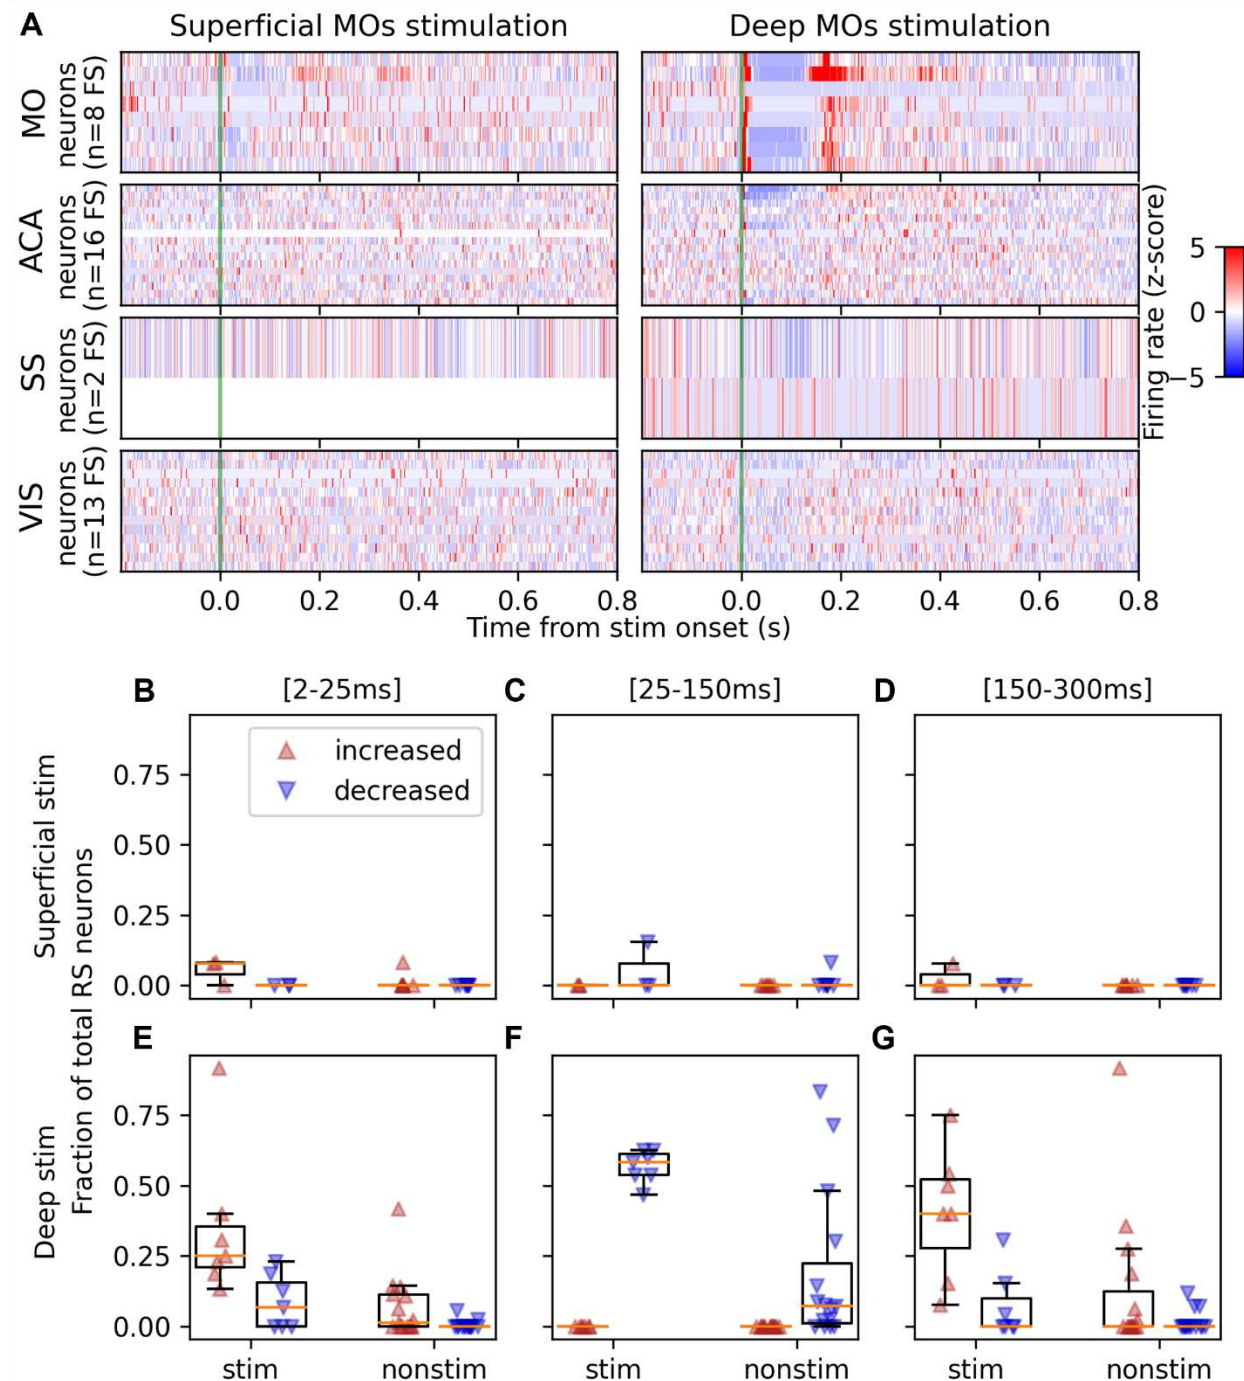 A
Superficial MOs stimulation
Deep MOs stimulation
MO
neurons
(n=8 FS)
ACA
neurons
(n=16 FS)
SS
neurons
(n=2 FS)
VIS
neurons
(n=13 FS)
Firing rate (z-score)
5
0
−5
0.0 0.2 0.4 0.6 0.8
0.0 0.2 0.4 0.6 0.8
Time from stim onset (s)
B [2-25ms]
C [25-150ms]
D [150-300ms]
increased
decreased
Superficial stim
0.75
0.50
0.25
0.00
Fraction of total RS neurons
E
F
G
Deep stim
0.75
0.50
0.25
0.00
stim nonstim
stim nonstim
stim nonstim